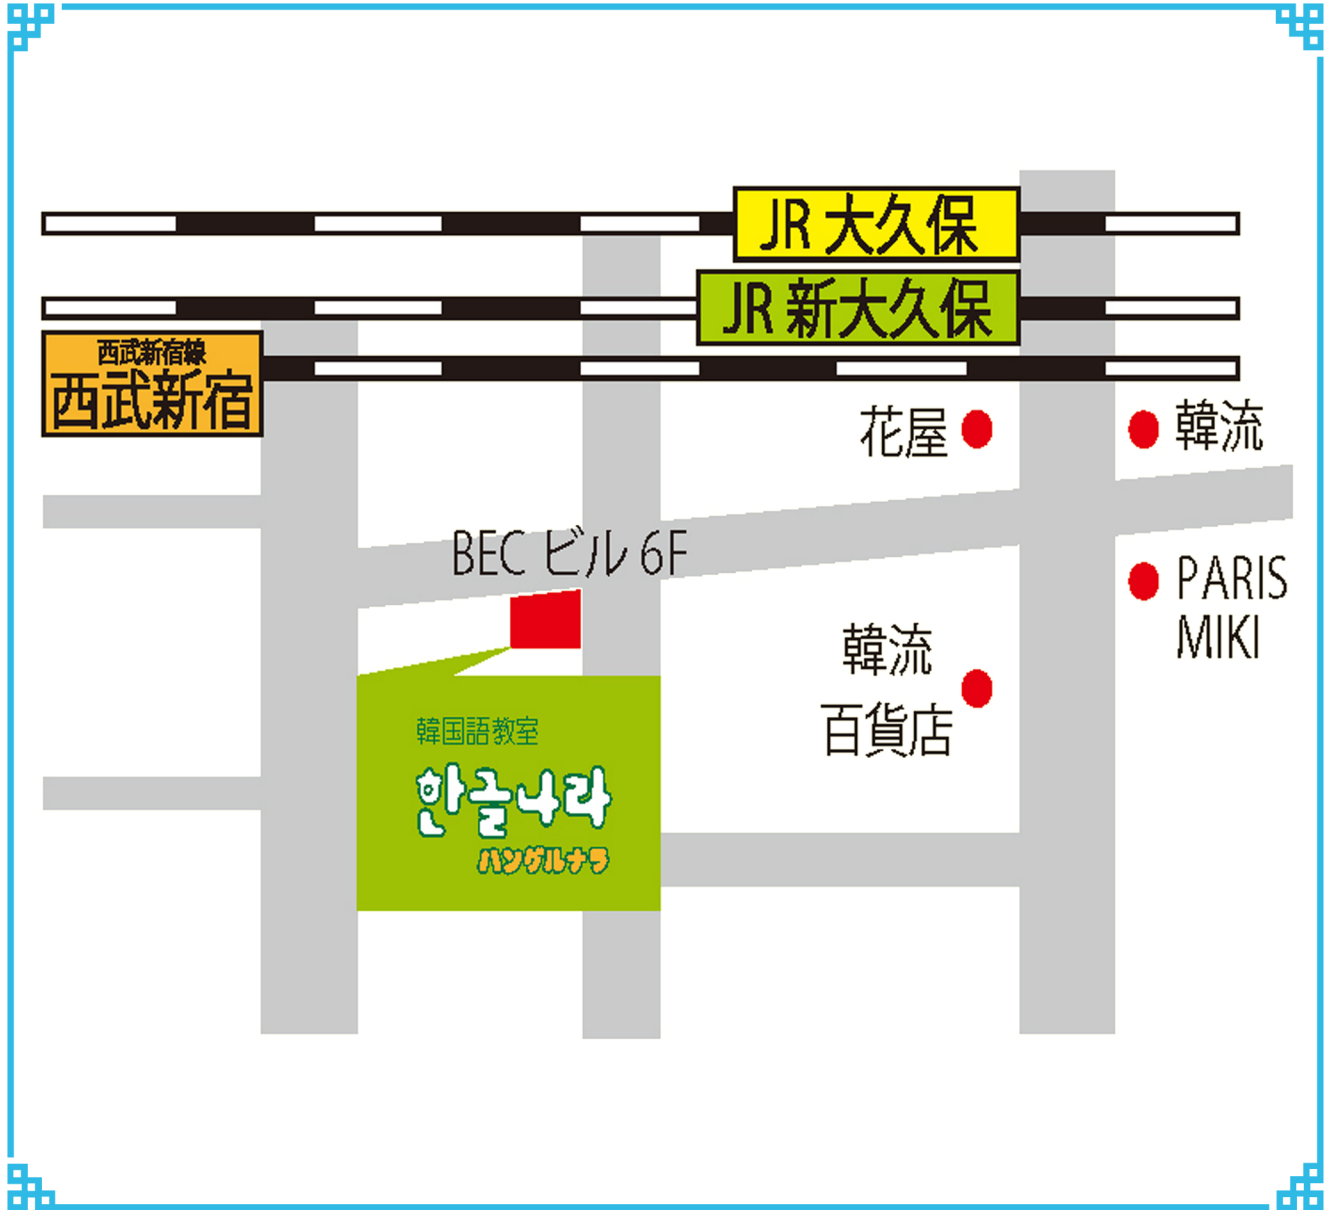 JR 大久保
JR 新大久保
西武新宿線
西武新宿
花屋
韓流
BEC ビル 6F
PARIS
MIKI
韓流
百貨店
韓国語教室
한글나라
ハングルナラ